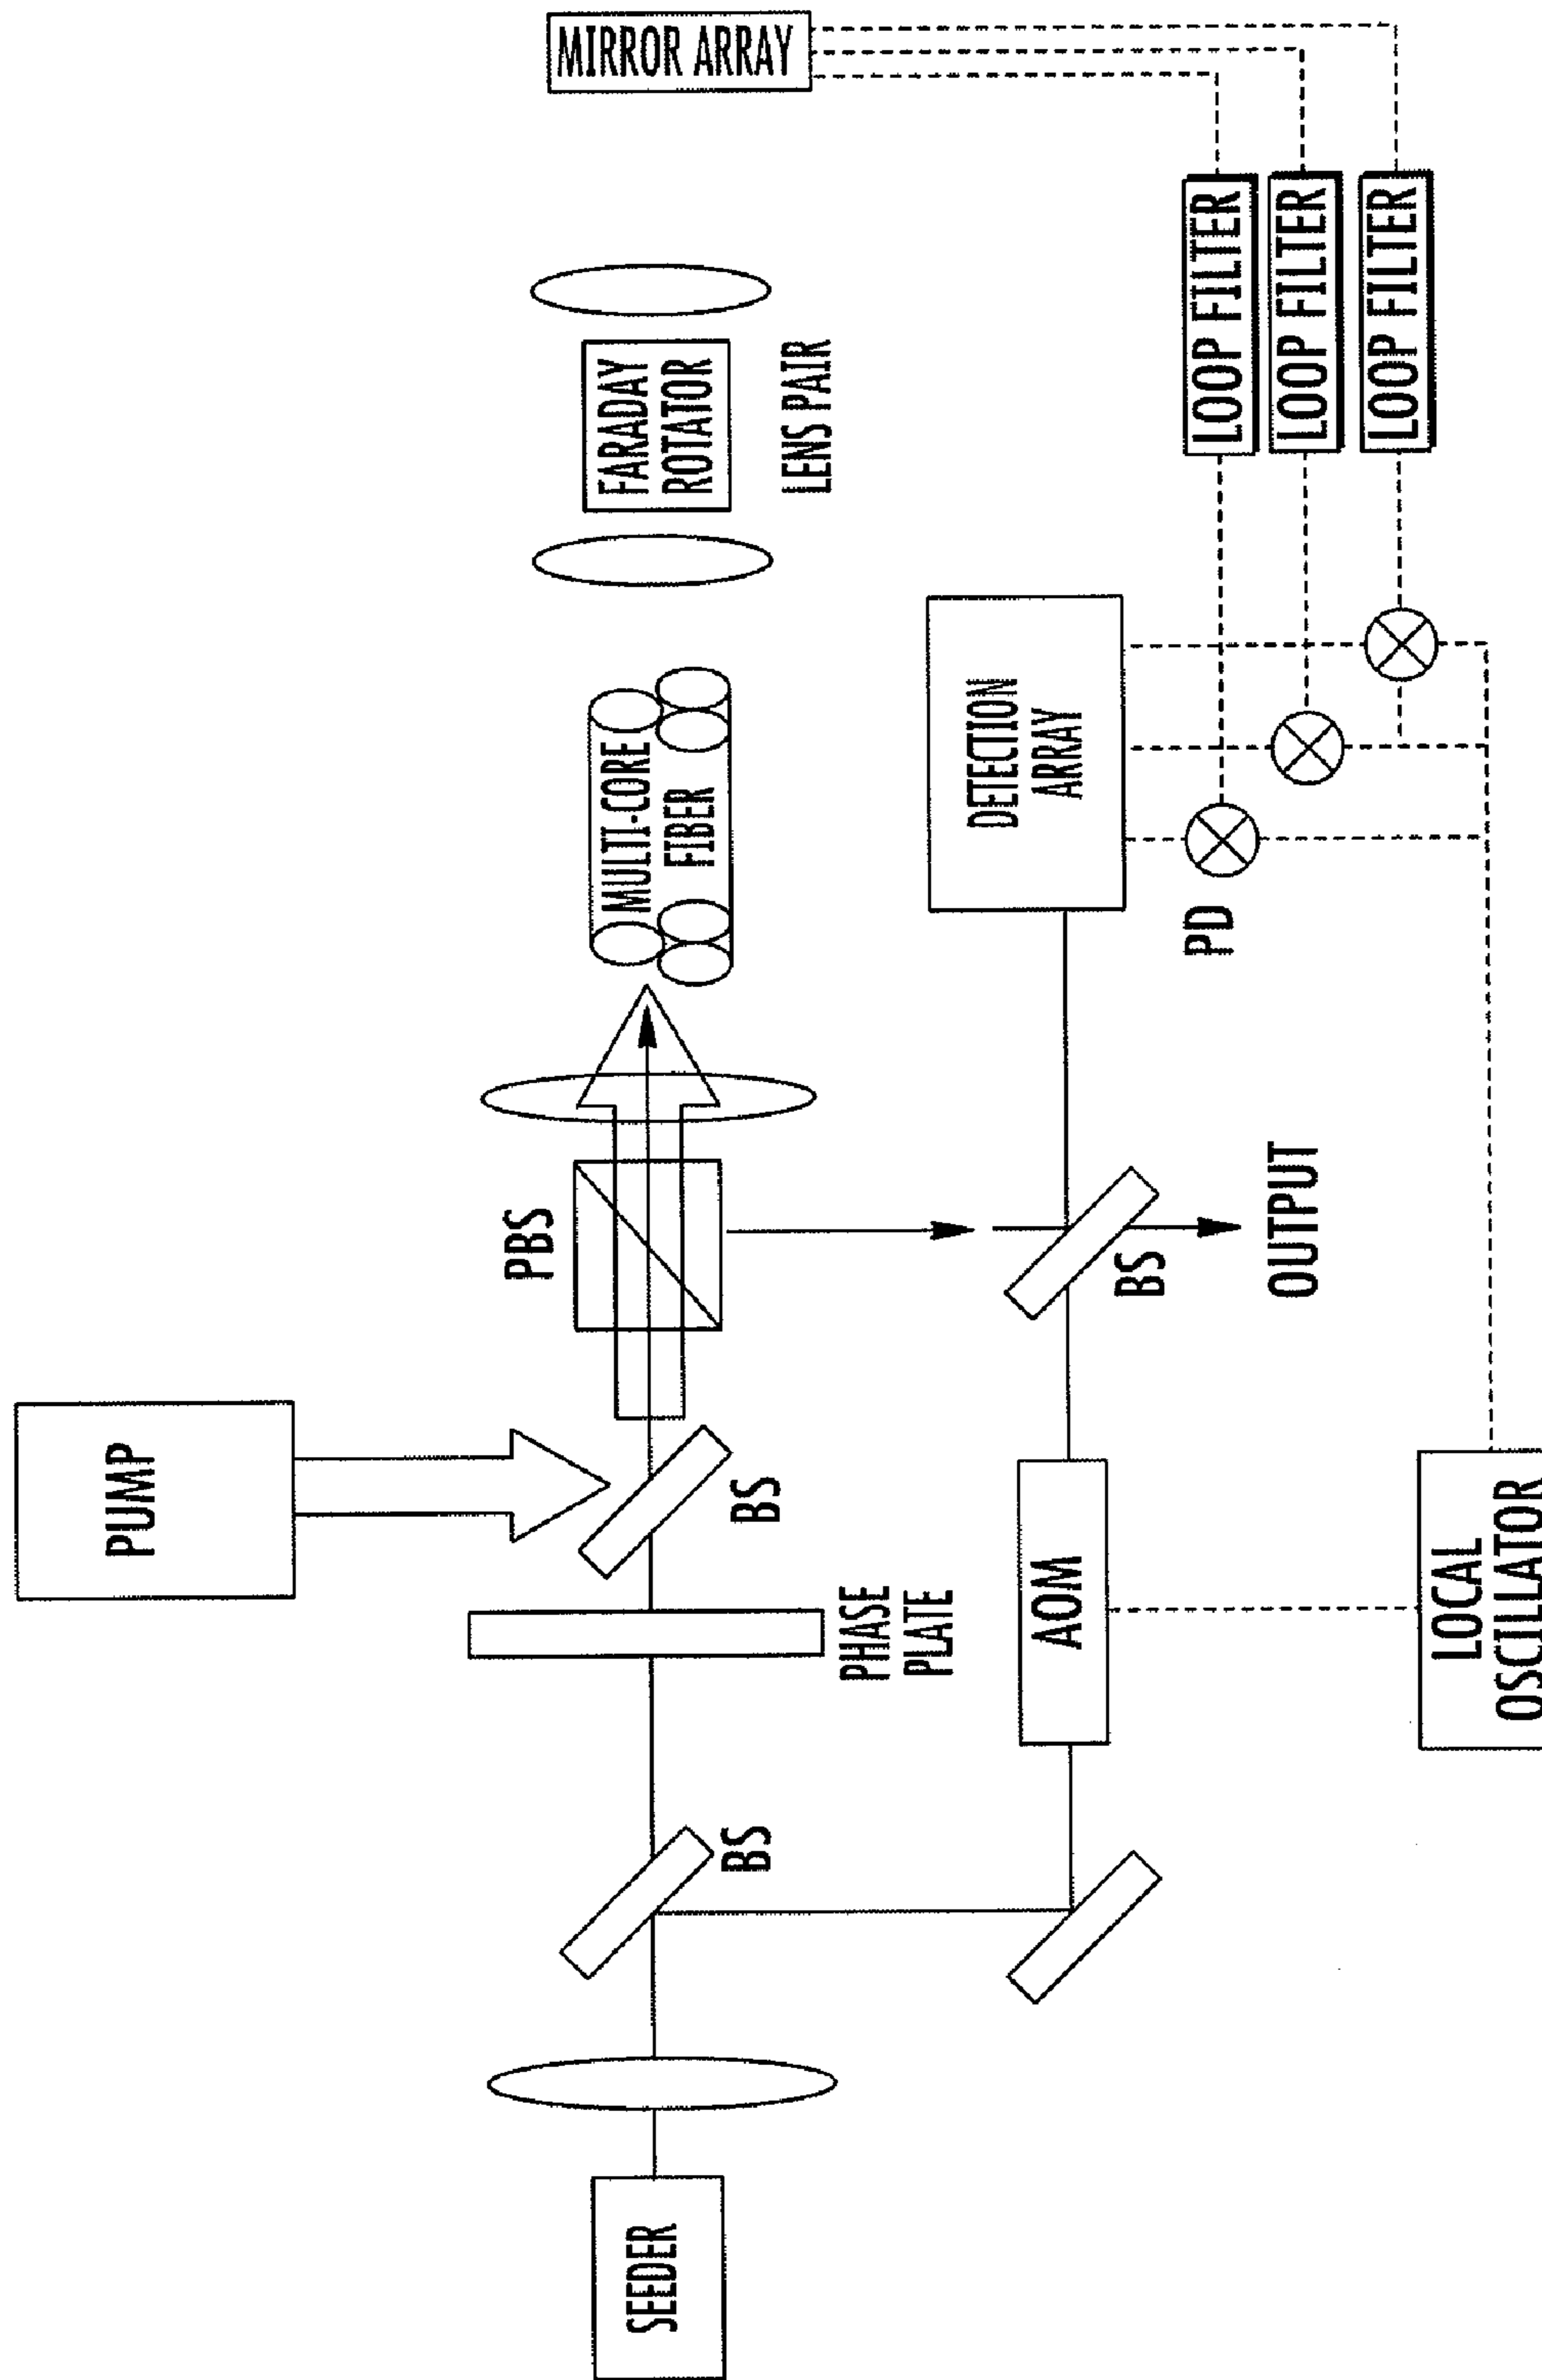 PUMP
SEEDER
BS
PHASE
PLATE
BS
PBS
MULTI-CORE
FIBER
FARADAY
ROTATOR
LENS PAIR
MIRROR ARRAY
AOM
BS
OUTPUT
DETECTION
ARRAY
PD
LOOP FILTER
LOOP FILTER
LOOP FILTER
LOCAL
OSCILLATOR